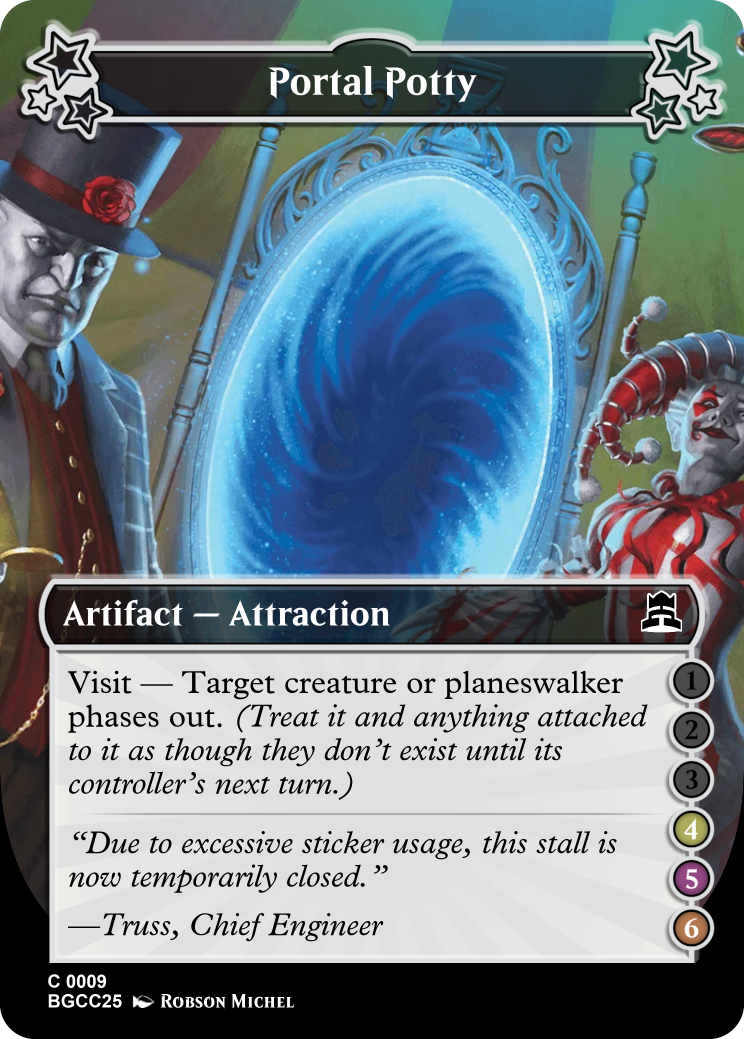 Portal Potty
Artifact — Attraction
Visit — Target creature or planeswalker
phases out. (Treat it and anything attached
to it as though they don't exist until its
controller's next turn.)
1
2
3
“Due to excessive sticker usage, this stall is
now temporarily closed.”
—Truss, Chief Engineer
4
5
6
C 0009
BGCC25 Robson Michel